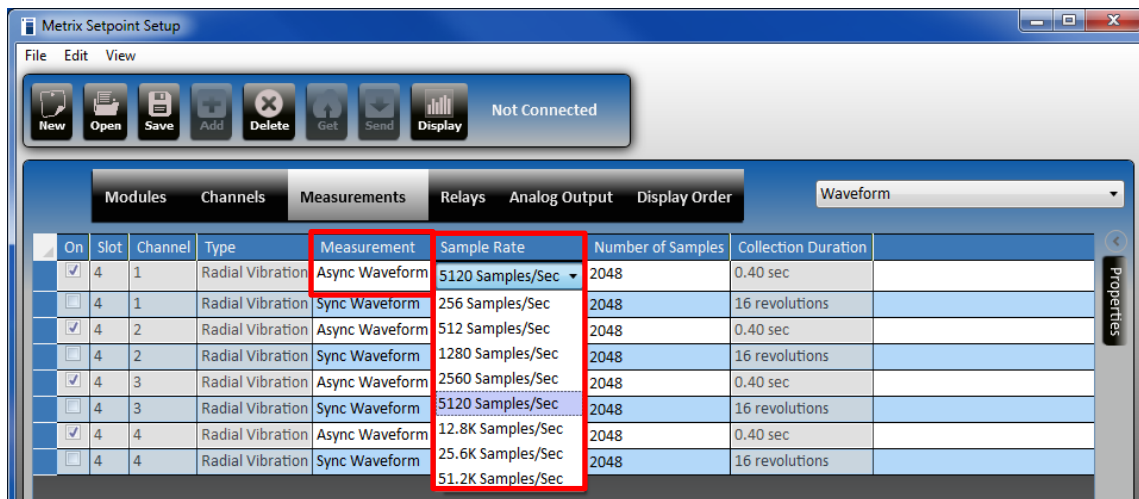 Metrix Setpoint Setup
File Edit View
New Open Save Add Delete Get Send Display Not Connected
Modules Channels Measurements Relays Analog Output Display Order Waveform
On Slot Channel Type Measurement Sample Rate Number of Samples Collection Duration
4 1 Radial Vibration Async Waveform 5120 Samples/Sec 2048 0.40 sec
4 1 Radial Vibration Sync Waveform 256 Samples/Sec 2048 16 revolutions
4 2 Radial Vibration Async Waveform 512 Samples/Sec 2048 0.40 sec
4 2 Radial Vibration Sync Waveform 1280 Samples/Sec 2048 16 revolutions
4 3 Radial Vibration Async Waveform 2560 Samples/Sec 2048 0.40 sec
4 3 Radial Vibration Sync Waveform 5120 Samples/Sec 2048 16 revolutions
4 4 Radial Vibration Async Waveform 12.8K Samples/Sec 2048 0.40 sec
4 4 Radial Vibration Sync Waveform 25.6K Samples/Sec 2048 16 revolutions
51.2K Samples/Sec
Properties